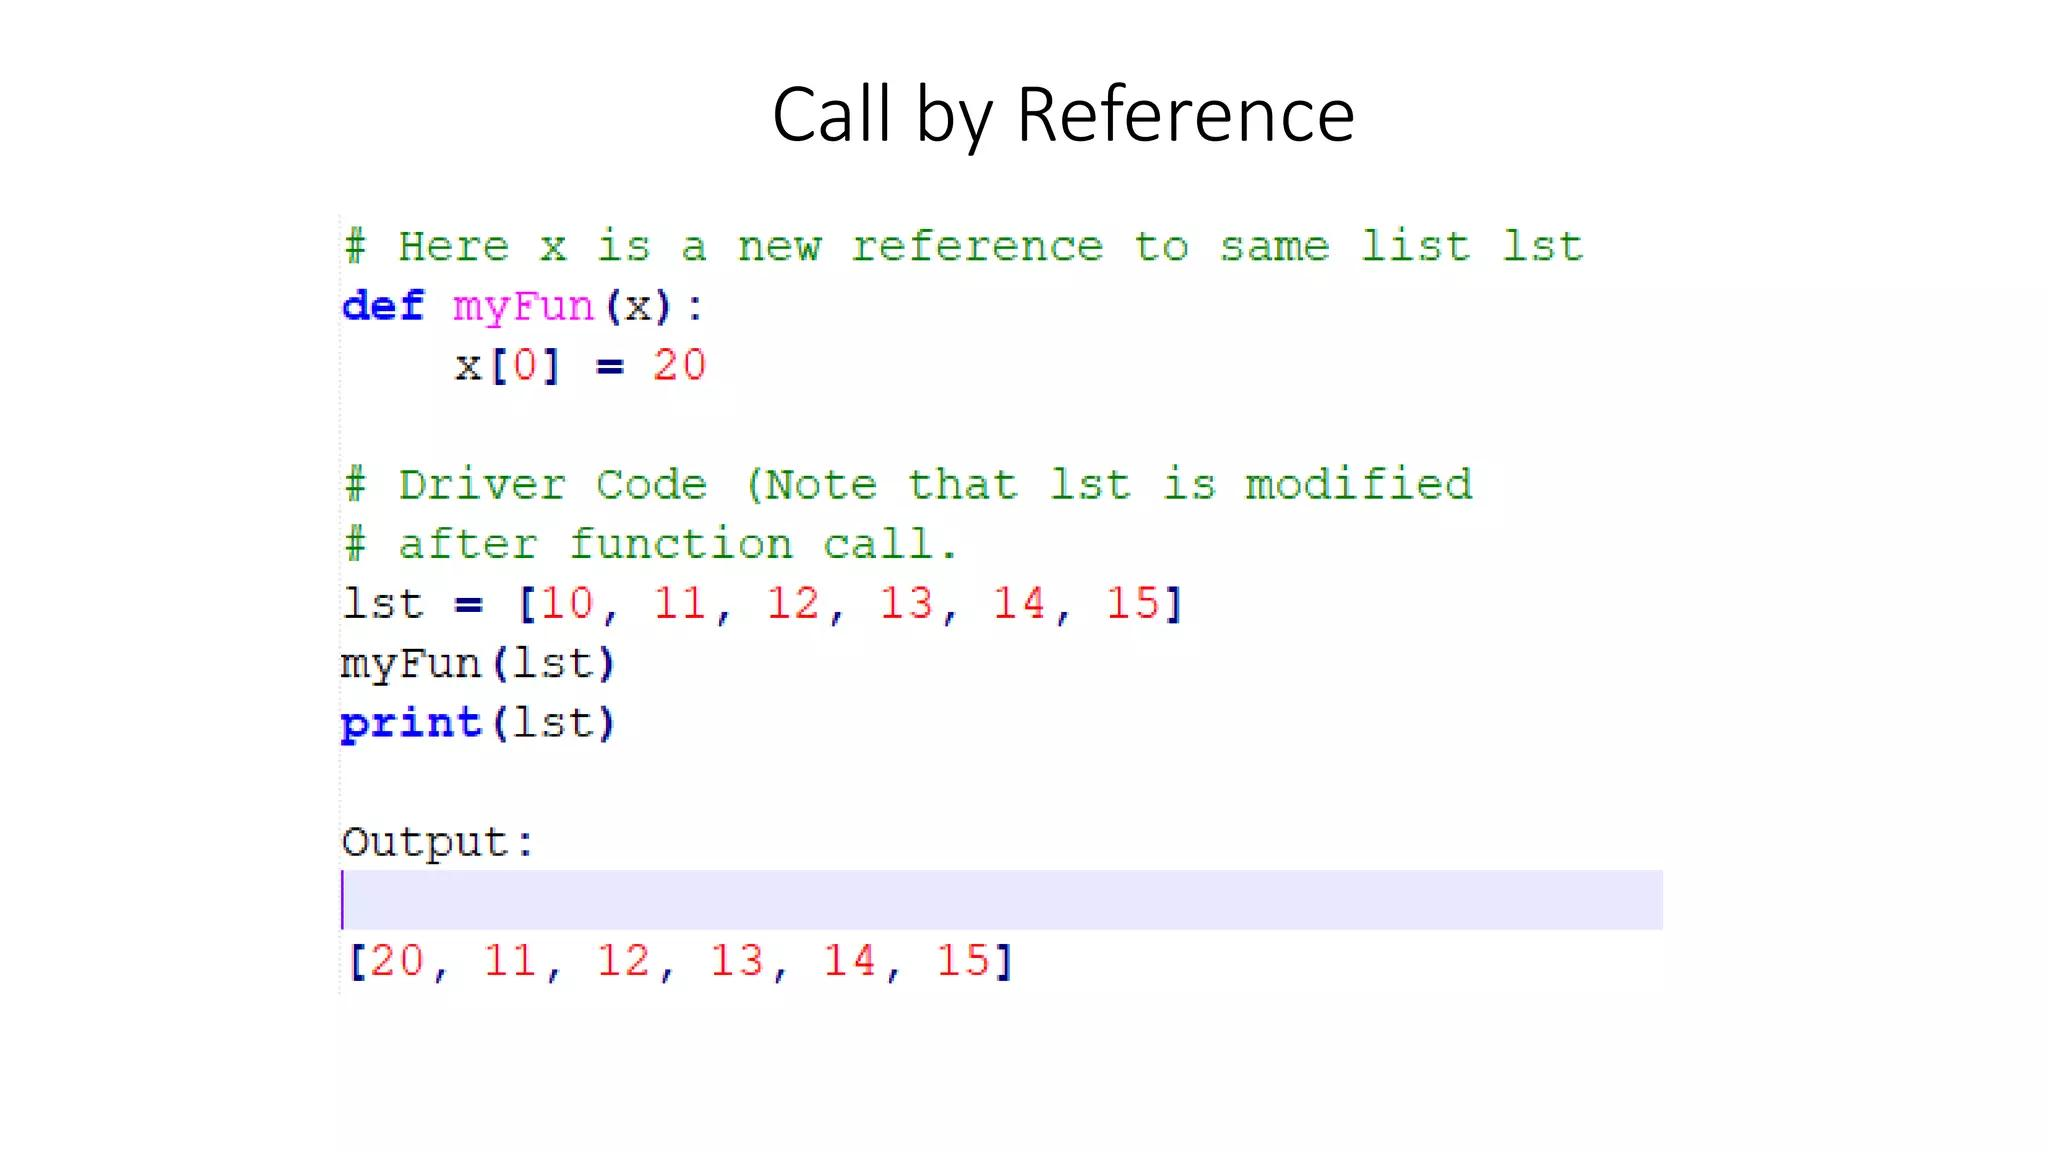 Call by Reference
# Here x is a new reference to same list lst
def myFun(x):
    x[0] = 20
# Driver Code (Note that lst is modified
# after function call.
lst = [10, 11, 12, 13, 14, 15]
myFun(lst)
print(lst)
Output:
[20, 11, 12, 13, 14, 15]